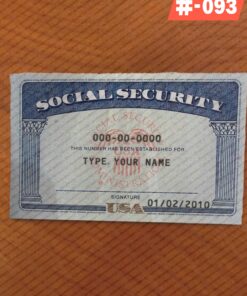 #-093
SOCIAL SECURITY
000-00-0000
THIS NUMBER HAS BEEN ESTABLISHED FOR
TYPE YOUR NAME
SIGNATURE
USA 01/02/2010